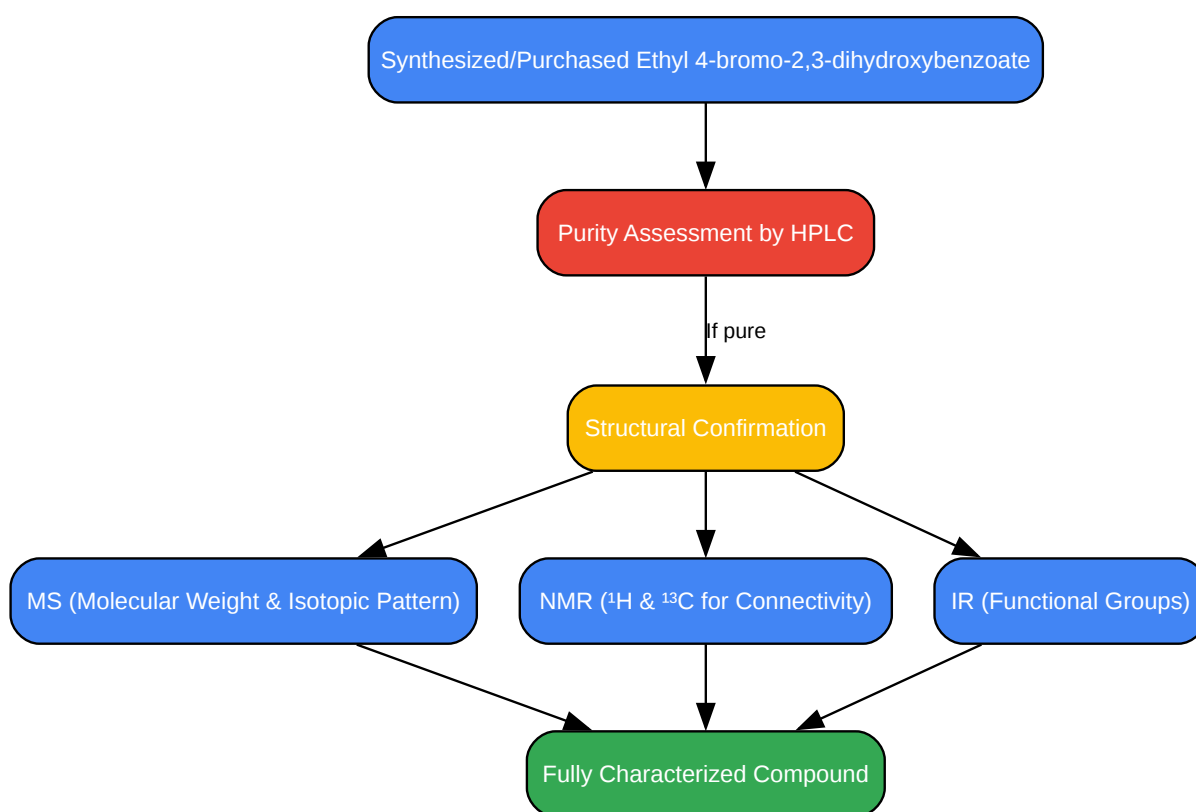 Synthesized/Purchased Ethyl 4-bromo-2,3-dihydroxybenzoate
Purity Assessment by HPLC
If pure
Structural Confirmation
MS (Molecular Weight & Isotopic Pattern)
NMR (¹H & ¹³C for Connectivity)
IR (Functional Groups)
Fully Characterized Compound